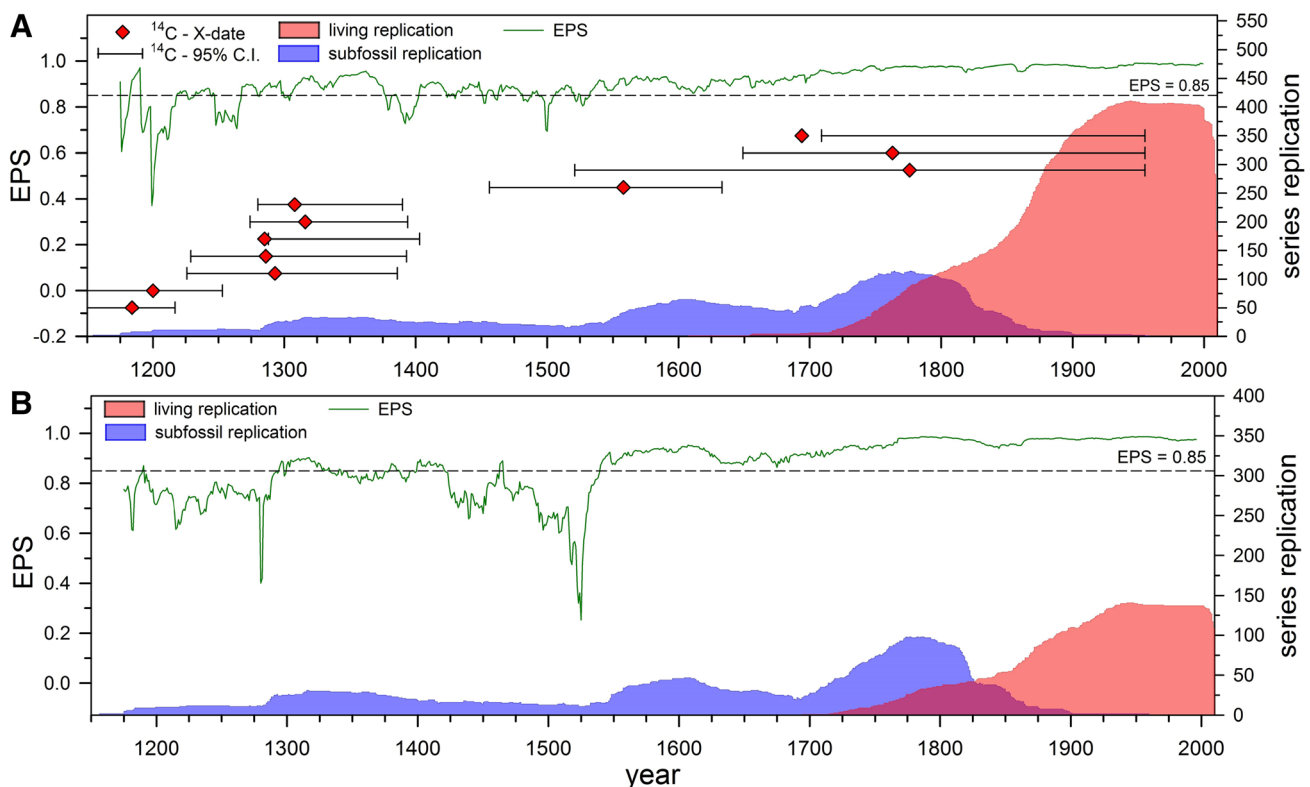 A
¹⁴C - X-date
living replication
EPS
¹⁴C - 95% C.I.
subfossil replication
EPS = 0.85
EPS
1.0
0.8
0.6
0.4
0.2
0.0
-0.2
550
500
450
400
350
300
250
200
150
100
50
0
series replication
1200 1300 1400 1500 1600 1700 1800 1900 2000
B
living replication
EPS
subfossil replication
EPS = 0.85
EPS
1.0
0.8
0.6
0.4
0.2
0.0
400
350
300
250
200
150
100
50
0
series replication
1200 1300 1400 1500 1600 1700 1800 1900 2000
year